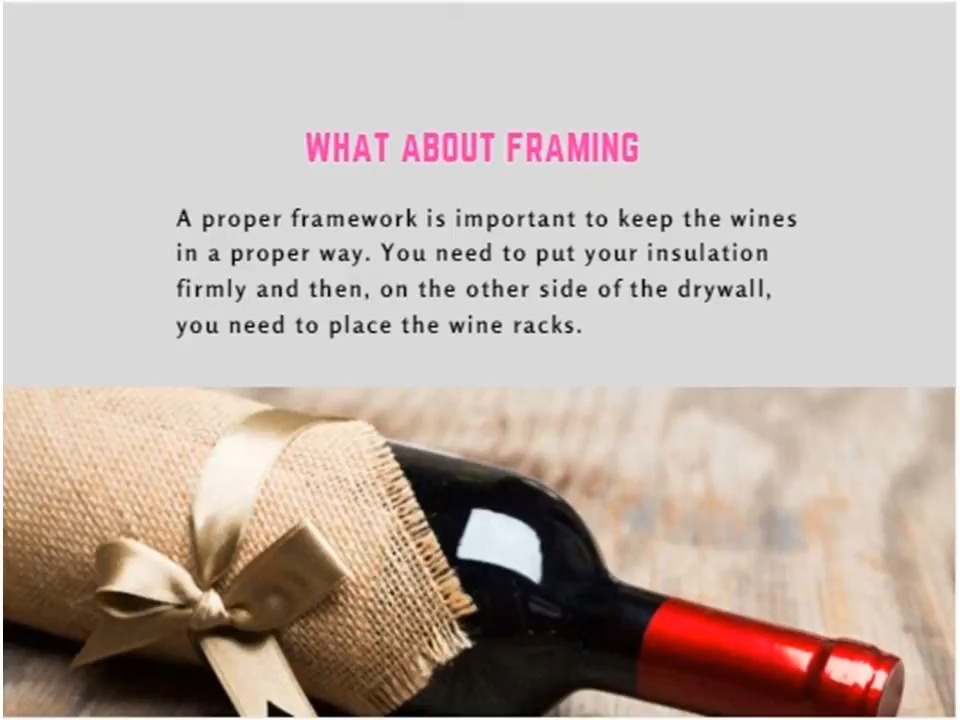 WHAT ABOUT FRAMING
A proper framework is important to keep the wines
in a proper way. You need to put your insulation
firmly and then, on the other side of the drywall,
you need to place the wine racks.